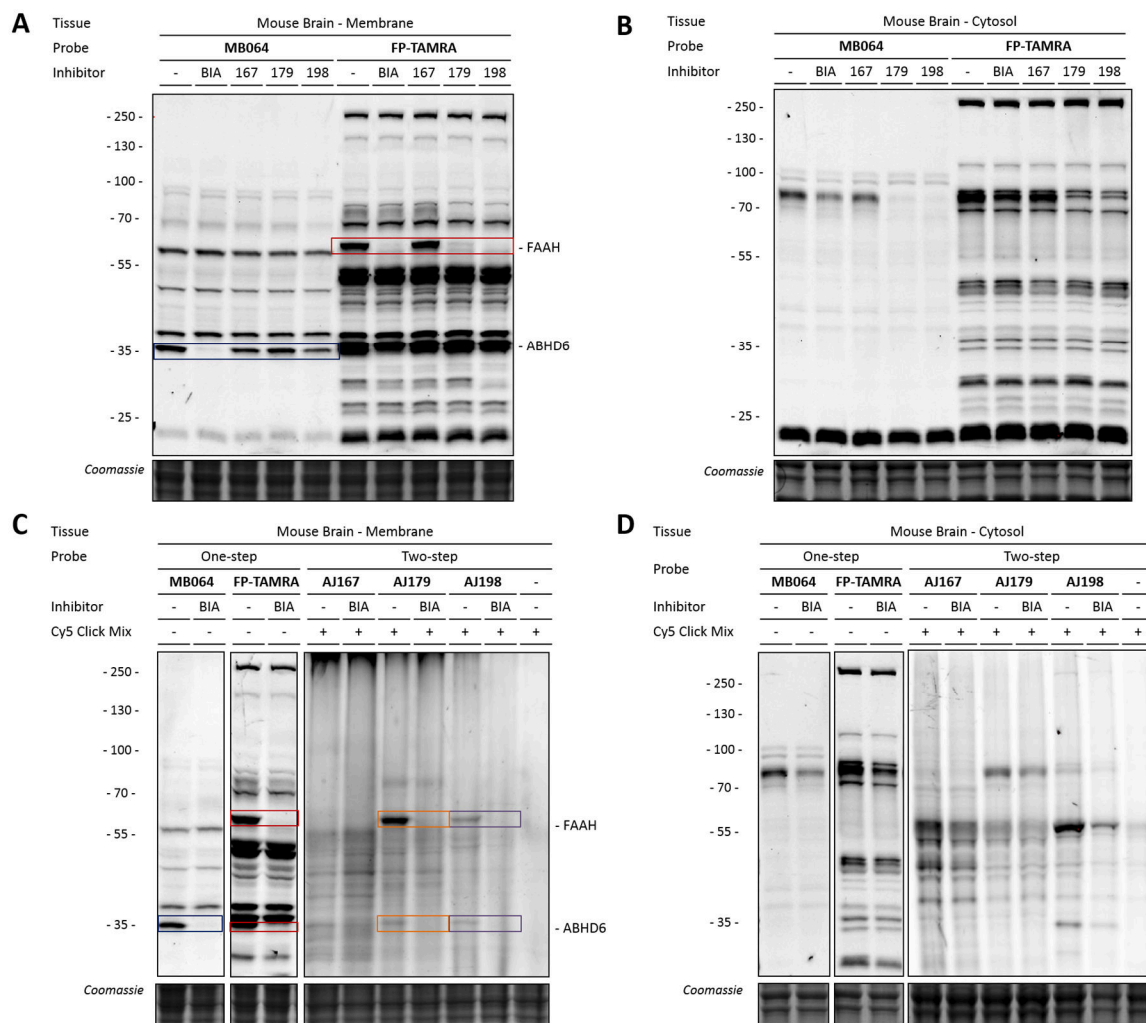 A
Tissue Mouse Brain - Membrane
Probe MB064 FP-TAMRA
Inhibitor - BIA 167 179 198 - BIA 167 179 198
- 250 -
- 130 -
- 100 -
- 70 -
- FAAH
- 55 -
- 35 -
- ABHD6
- 25 -
Coomassie
B
Tissue Mouse Brain - Cytosol
Probe MB064 FP-TAMRA
Inhibitor - BIA 167 179 198 - BIA 167 179 198
- 250 -
- 130 -
- 100 -
- 70 -
- 55 -
- 35 -
- 25 -
Coomassie
C
Tissue Mouse Brain - Membrane
Probe One-step Two-step
MB064 FP-TAMRA AJ167 AJ179 AJ198 -
Inhibitor - BIA - BIA - BIA - BIA - BIA -
Cy5 Click Mix - - - - + + + + + + +
- 250 -
- 130 -
- 100 -
- 70 -
- FAAH
- 55 -
- 35 -
- ABHD6
Coomassie
D
Tissue Mouse Brain - Cytosol
Probe One-step Two-step
MB064 FP-TAMRA AJ167 AJ179 AJ198 -
Inhibitor - BIA - BIA - BIA - BIA - BIA -
Cy5 Click Mix - - - - + + + + + + +
- 250 -
- 130 -
- 100 -
- 70 -
- 55 -
- 35 -
Coomassie